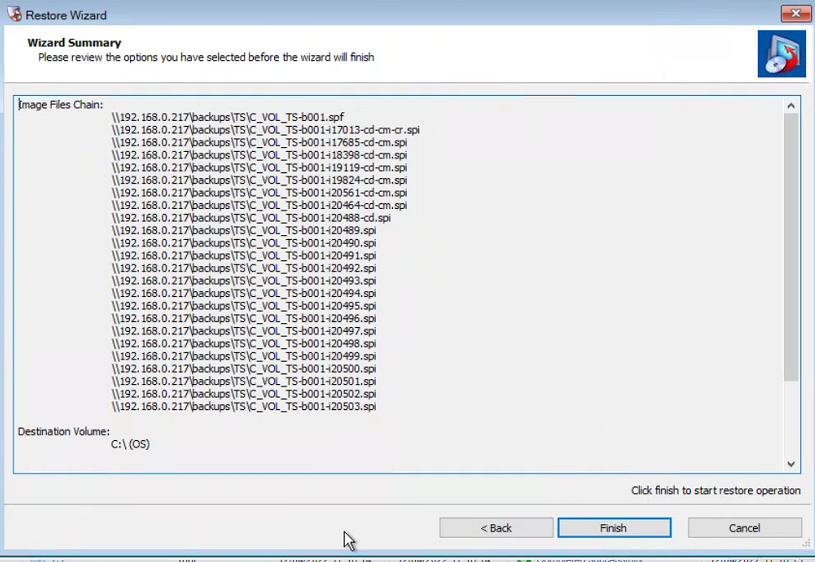 Restore Wizard
Wizard Summary
Please review the options you have selected before the wizard will finish
Image Files Chain:
\\192.168.0.217\backups\TS\C_VOL_TS-b001.spf
\\192.168.0.217\backups\TS\C_VOL_TS-b001-i17013-cd-cm-cr.spi
\\192.168.0.217\backups\TS\C_VOL_TS-b001-i17685-cd-cm.spi
\\192.168.0.217\backups\TS\C_VOL_TS-b001-i18398-cd-cm.spi
\\192.168.0.217\backups\TS\C_VOL_TS-b001-i19119-cd-cm.spi
\\192.168.0.217\backups\TS\C_VOL_TS-b001-i19824-cd-cm.spi
\\192.168.0.217\backups\TS\C_VOL_TS-b001-i20561-cd-cm.spi
\\192.168.0.217\backups\TS\C_VOL_TS-b001-i20464-cd-cm.spi
\\192.168.0.217\backups\TS\C_VOL_TS-b001-i20488-cd.spi
\\192.168.0.217\backups\TS\C_VOL_TS-b001-i20489.spi
\\192.168.0.217\backups\TS\C_VOL_TS-b001-i20490.spi
\\192.168.0.217\backups\TS\C_VOL_TS-b001-i20491.spi
\\192.168.0.217\backups\TS\C_VOL_TS-b001-i20492.spi
\\192.168.0.217\backups\TS\C_VOL_TS-b001-i20493.spi
\\192.168.0.217\backups\TS\C_VOL_TS-b001-i20494.spi
\\192.168.0.217\backups\TS\C_VOL_TS-b001-i20495.spi
\\192.168.0.217\backups\TS\C_VOL_TS-b001-i20496.spi
\\192.168.0.217\backups\TS\C_VOL_TS-b001-i20497.spi
\\192.168.0.217\backups\TS\C_VOL_TS-b001-i20498.spi
\\192.168.0.217\backups\TS\C_VOL_TS-b001-i20499.spi
\\192.168.0.217\backups\TS\C_VOL_TS-b001-i20500.spi
\\192.168.0.217\backups\TS\C_VOL_TS-b001-i20501.spi
\\192.168.0.217\backups\TS\C_VOL_TS-b001-i20502.spi
\\192.168.0.217\backups\TS\C_VOL_TS-b001-i20503.spi
Destination Volume:
C:\ (OS)
Click finish to start restore operation
< Back Finish Cancel